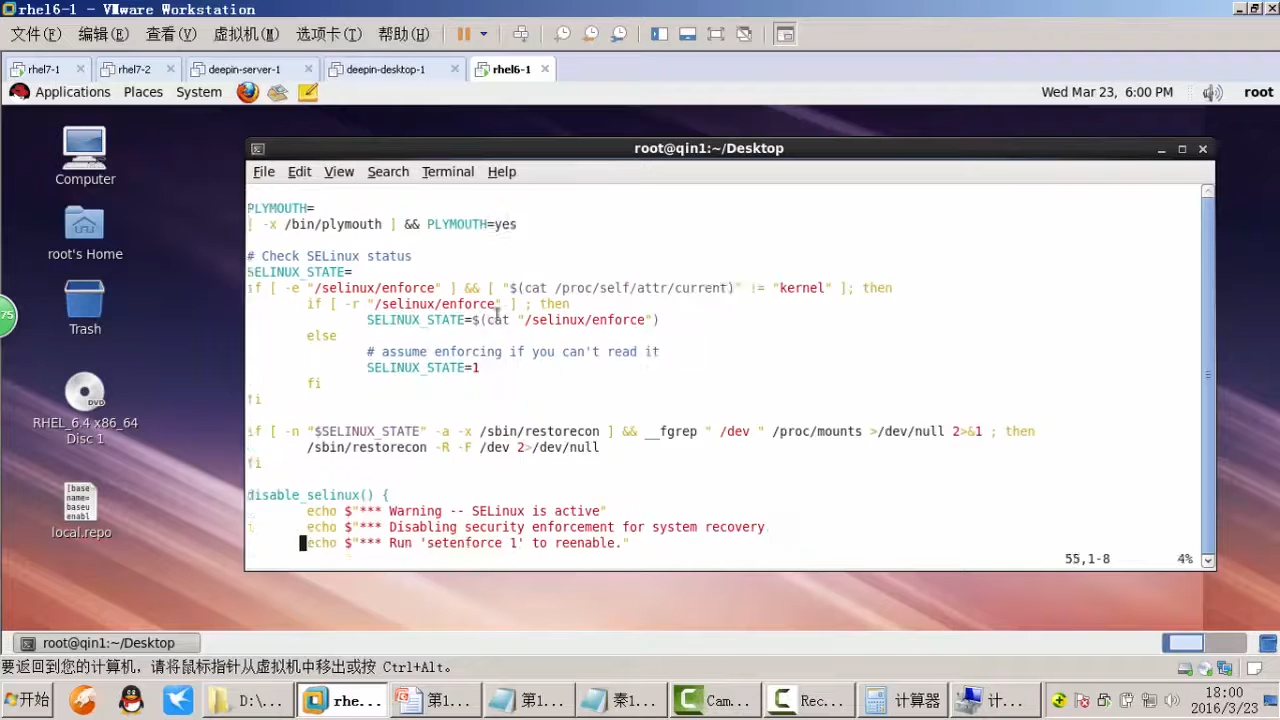 rhel6-1 - VMware Workstation
文件(F) 编辑(E) 查看(V) 虚拟机(M) 选项卡(T) 帮助(H)
rhel7-1 rhel7-2 deepin-server-1 deepin-desktop-1 rhel6-1
Applications Places System Wed Mar 23, 6:00 PM root
root@qin1:~/Desktop
File Edit View Search Terminal Help
PLYMOUTH=
[ -x /bin/plymouth ] && PLYMOUTH=yes
# Check SELinux status
SELINUX_STATE=
if [ -e "/selinux/enforce" ] && [ "$(cat /proc/self/attr/current)" != "kernel" ]; then
if [ -r "/selinux/enforce" ] ; then
SELINUX_STATE=$(cat "/selinux/enforce")
else
# assume enforcing if you can't read it
SELINUX_STATE=1
fi
fi
if [ -n "$SELINUX_STATE" -a -x /sbin/restorecon ] && __fgrep " /dev " /proc/mounts >/dev/null 2>&1 ; then
/sbin/restorecon -R -F /dev 2>/dev/null
fi
disable_selinux() {
echo $"*** Warning -- SELinux is active"
echo $"*** Disabling security enforcement for system recovery
echo $"*** Run 'setenforce 1' to reenable."
55,1-8 4%
Computer
root's Home
Trash
75
DVD
RHEL_6.4 x86_64
Disc 1
[base
name=
baseu
enabl
local.repo
root@qin1:~/Desktop
要返回到您的计算机，请将鼠标指针从虚拟机中移出或按 Ctrl+Alt。
开始 D:\... rhe... 第1... 第1... 秦1... Cam... Rec... 计算器 计... 18:00
2016/3/23